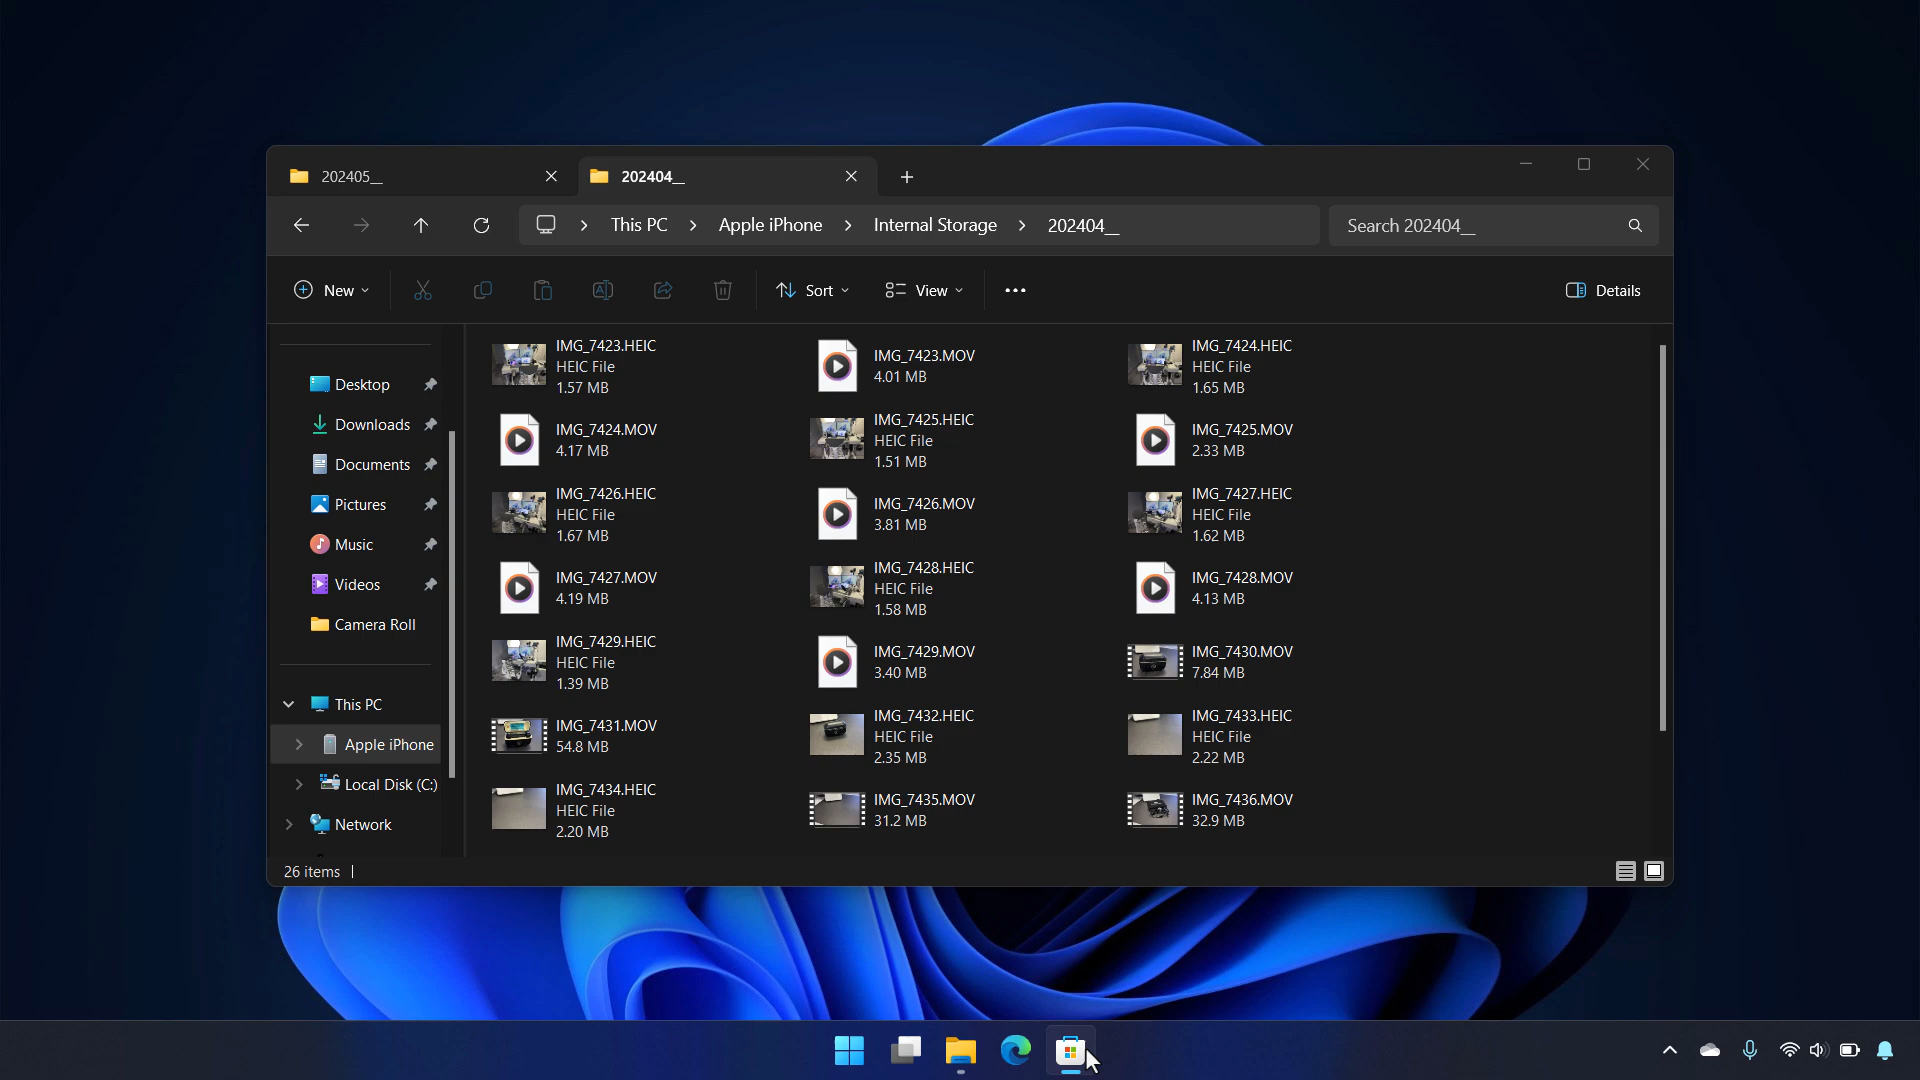 202405__
202404__
This PC
Apple iPhone
Internal Storage
202404__
Search 202404__
New
Sort
View
Details
Desktop
Downloads
Documents
Pictures
Music
Videos
Camera Roll
This PC
Apple iPhone
Local Disk (C:)
Network
IMG_7423.HEIC
HEIC File
1.57 MB
IMG_7423.MOV
4.01 MB
IMG_7424.HEIC
HEIC File
1.65 MB
IMG_7424.MOV
4.17 MB
IMG_7425.HEIC
HEIC File
1.51 MB
IMG_7425.MOV
2.33 MB
IMG_7426.HEIC
HEIC File
1.67 MB
IMG_7426.MOV
3.81 MB
IMG_7427.HEIC
HEIC File
1.62 MB
IMG_7427.MOV
4.19 MB
IMG_7428.HEIC
HEIC File
1.58 MB
IMG_7428.MOV
4.13 MB
IMG_7429.HEIC
HEIC File
1.39 MB
IMG_7429.MOV
3.40 MB
IMG_7430.MOV
7.84 MB
IMG_7431.MOV
54.8 MB
IMG_7432.HEIC
HEIC File
2.35 MB
IMG_7433.HEIC
HEIC File
2.22 MB
IMG_7434.HEIC
HEIC File
2.20 MB
IMG_7435.MOV
31.2 MB
IMG_7436.MOV
32.9 MB
26 items